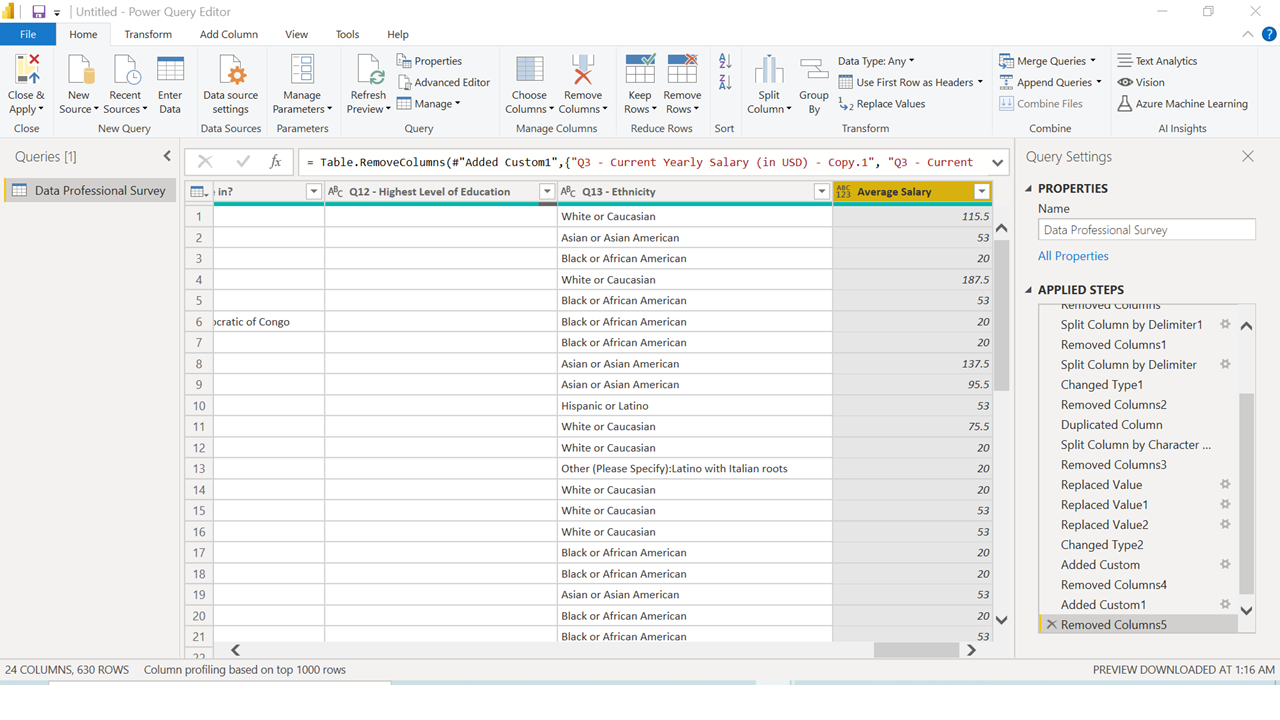 Untitled - Power Query Editor
File Home Transform Add Column View Tools Help
Close & Apply
New Source
Recent Sources
Enter Data
Data source settings
Manage Parameters
Refresh Preview
Properties
Advanced Editor
Manage
Choose Columns
Remove Columns
Keep Rows
Remove Rows
Split Column
Group By
Data Type: Any
Use First Row as Headers
Replace Values
Merge Queries
Append Queries
Combine Files
Text Analytics
Vision
Azure Machine Learning
Close New Query Data Sources Parameters Query Manage Columns Reduce Rows Sort Transform Combine AI Insights
Queries [1]
Data Professional Survey
fx = Table.RemoveColumns(#"Added Custom1",{"Q3 - Current Yearly Salary (in USD) - Copy.1", "Q3 - Current
in? ABC Q12 - Highest Level of Education ABC Q13 - Ethnicity ABC 123 Average Salary
1 White or Caucasian 115.5
2 Asian or Asian American 53
3 Black or African American 20
4 White or Caucasian 187.5
5 Black or African American 53
6 ocratic of Congo Black or African American 20
7 Black or African American 20
8 Asian or Asian American 137.5
9 Asian or Asian American 95.5
10 Hispanic or Latino 53
11 White or Caucasian 75.5
12 White or Caucasian 20
13 Other (Please Specify):Latino with Italian roots 20
14 White or Caucasian 20
15 White or Caucasian 53
16 White or Caucasian 53
17 Black or African American 20
18 Black or African American 20
19 Asian or Asian American 53
20 Black or African American 20
21 Black or African American 53
22
Query Settings
PROPERTIES
Name
Data Professional Survey
All Properties
APPLIED STEPS
Removed Columns
Split Column by Delimiter1
Removed Columns1
Split Column by Delimiter
Changed Type1
Removed Columns2
Duplicated Column
Split Column by Character ...
Removed Columns3
Replaced Value
Replaced Value1
Replaced Value2
Changed Type2
Added Custom
Removed Columns4
Added Custom1
Removed Columns5
24 COLUMNS, 630 ROWS Column profiling based on top 1000 rows PREVIEW DOWNLOADED AT 1:16 AM